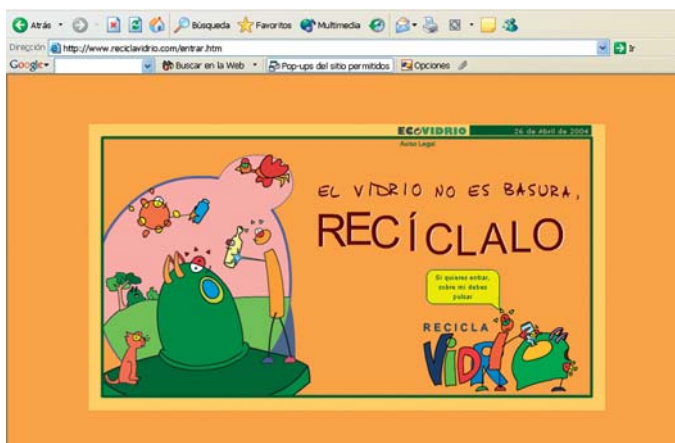 Atrás Búsqueda Favoritos Multimedia
Dirección http://www.reciclavidrio.com/entrar.htm Ir
Google Buscar en la Web Pop-ups del sitio permitidos Opciones
ECOVIDRIO 26 de Abril de 2004
Aviso Legal
EL VIDRIO NO ES BASURA,
RECÍCLALO
Si quieres entrar,
sobre mi debes
pulsar
RECICLA
VIDRIO